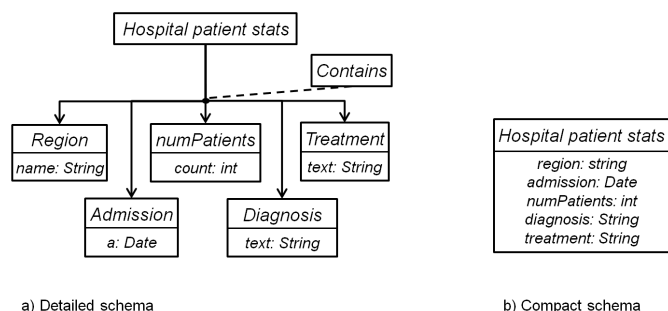 Hospital patient stats
Contains
Region
name: String
numPatients
count: int
Treatment
text: String
Admission
a: Date
Diagnosis
text: String
Hospital patient stats
region: string
admission: Date
numPatients: int
diagnosis: String
treatment: String
a) Detailed schema
b) Compact schema